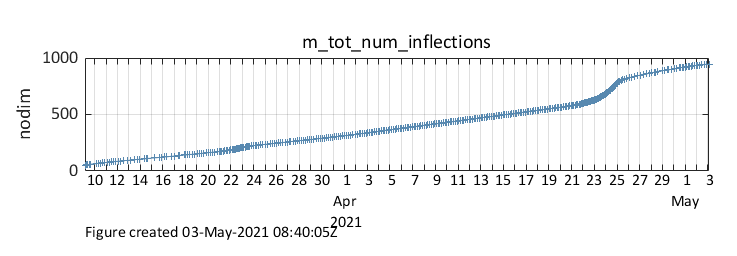 m_tot_num_inflections
nodim
1000
500
0
10 12 14 16 18 20 22 24 26 28 30 1 3 5 7 9 11 13 15 17 19 21 23 25 27 29 1 3
Apr May
2021
Figure created 03-May-2021 08:40:05Z